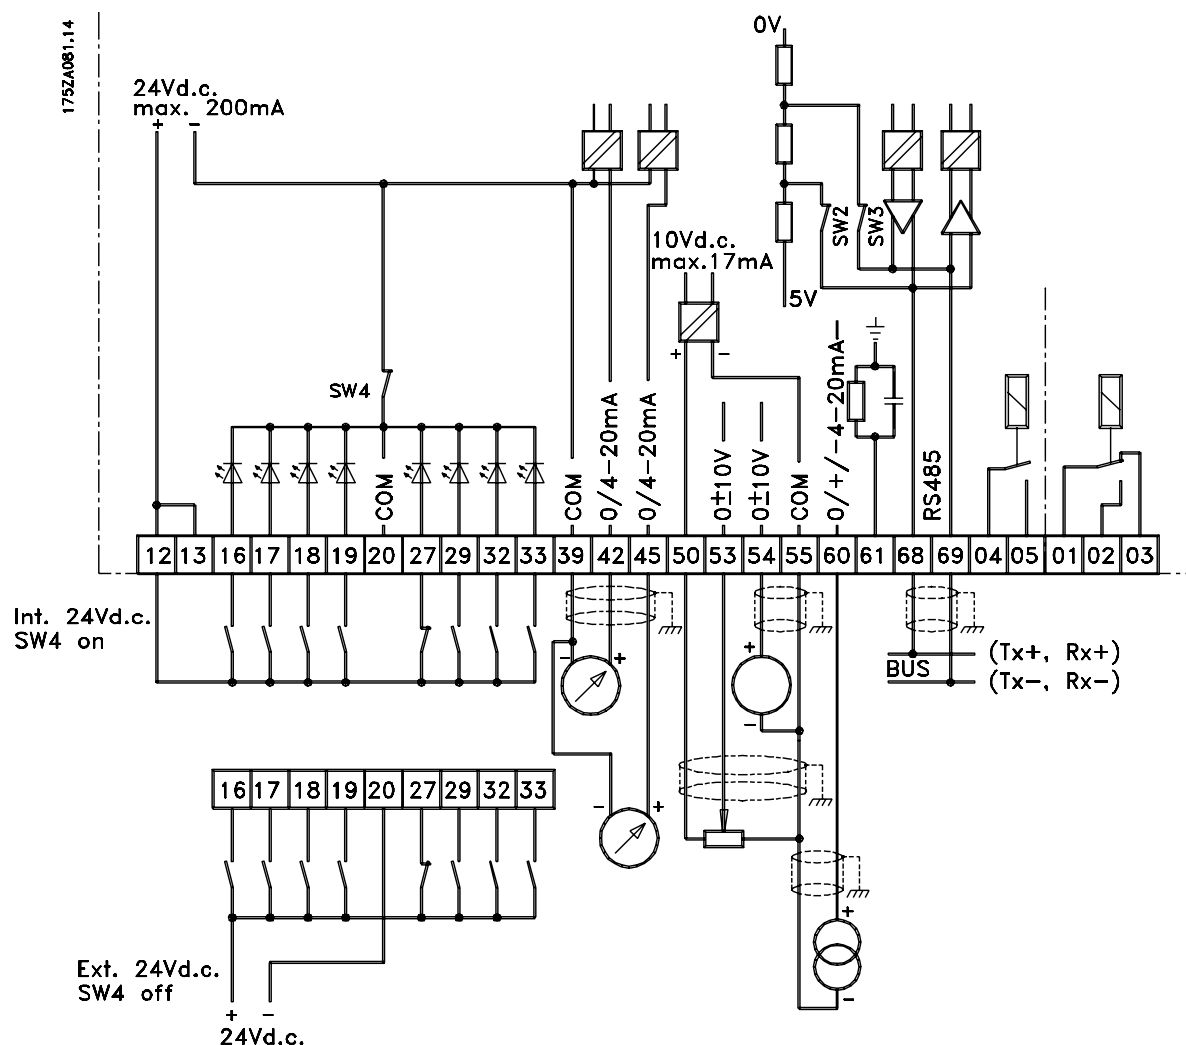 175ZA081.14
24Vd.c.
max. 200mA
+ -
0V
SW2
SW3
10Vd.c.
max.17mA
5V
+ -
SW4
COM
COM
0/4-20mA
0/4-20mA
0±10V
0±10V
COM
0/+/-4-20mA-
RS485
12 13 16 17 18 19 20 27 29 32 33 39 42 45 50 53 54 55 60 61 68 69 04 05 01 02 03
Int. 24Vd.c.
SW4 on
- +
+
-
BUS
(Tx+, Rx+)
(Tx-, Rx-)
16 17 18 19 20 27 29 32 33
- +
+
-
Ext. 24Vd.c.
SW4 off
+ -
24Vd.c.